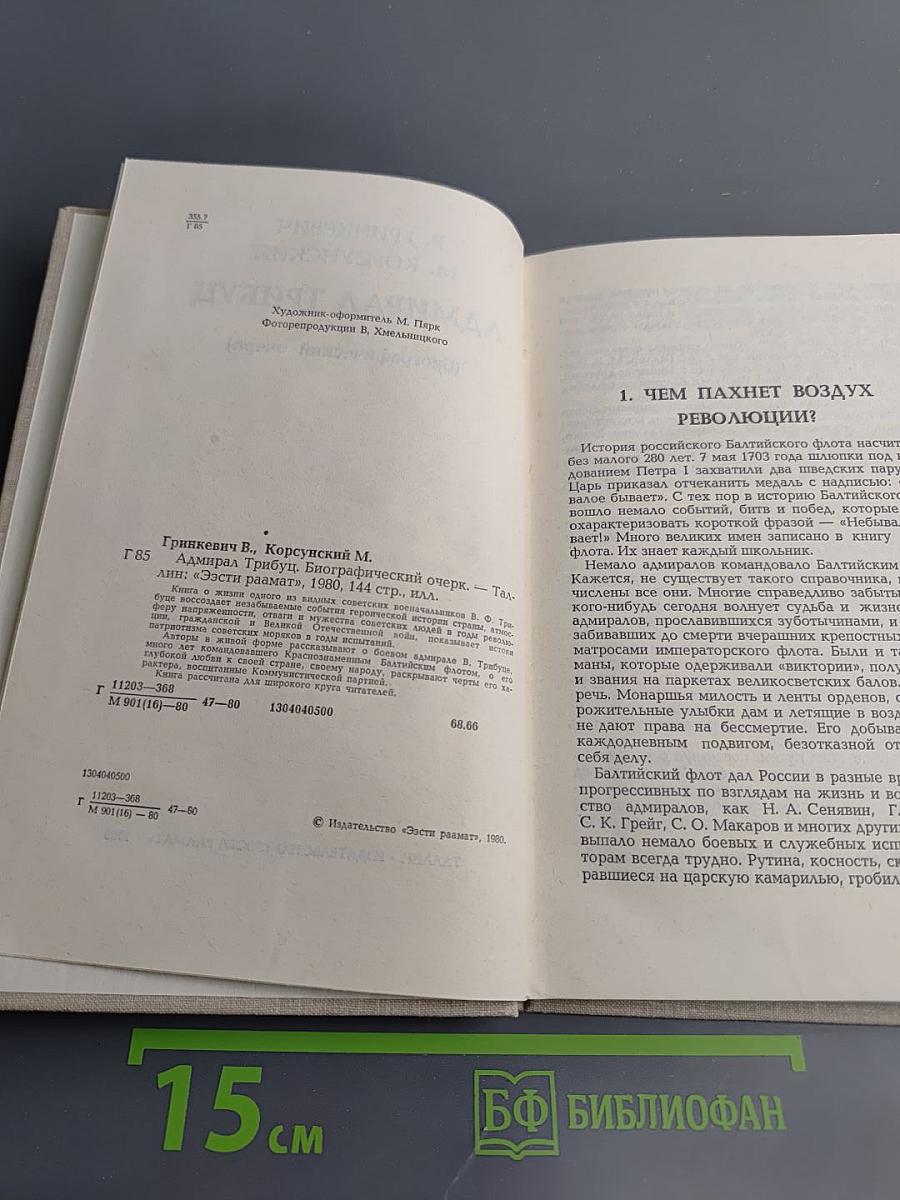 355.7
Г 85
Художник-оформитель М. Пярк
Фоторепродукции В, Хмельницкого
Гринкевич В., Корсунский М.
Г 85 Адмирал Трибуц. Биографический очерк. — Тал-
лин: «Ээсти раамат», 1980, 144 стр., илл.
Книга о жизни одного из видных советских военачальников В. Ф. Три-
буце воссоздает незабываемые события героической истории страны, атмос-
феру напряженности, отваги и мужества советских людей в годы револю-
ции, гражданской и Великой Отечественной войн, показывает истоки
патриотизма советских моряков в годы испытаний.
Авторы в живой форме рассказывают о боевом адмирале В. Трибуце,
много лет командовавшего Краснознаменным Балтийским флотом, о его
глубокой любви к своей стране, своему народу, раскрывают черты его ха-
рактера, воспитанные Коммунистической партией.
Книга рассчитана для широкого круга читателей.
Г 11203—368
М 901(16)—80 47—80 1304040500
68.66
1304040500
Г 11203—368
М 901(16) — 80 47—80
© Издательство «Ээсти раамат», 1980.
1. ЧЕМ ПАХНЕТ ВОЗДУХ
РЕВОЛЮЦИИ?
История российского Балтийского флота насчит
без малого 280 лет. 7 мая 1703 года шлюпки под к
дованием Петра I захватили два шведских пару
Царь приказал отчеканить медаль с надписью: «
валое бывает». С тех пор в историю Балтийского
вошло немало событий, битв и побед, которые
охарактеризовать короткой фразой — «Небывал
вает!» Много великих имен записано в книгу
флота. Их знает каждый школьник.
Немало адмиралов командовало Балтийским
Кажется, не существует такого справочника,
числены все они. Многие справедливо забыты
кого-нибудь сегодня волнует судьба и жизне
адмиралов, прославившихся зуботычинами, и
забивавших до смерти вчерашних крепостных
матросами императорского флота. Были и та
маны, которые одерживали «виктории», полу
и звания на паркетах великосветских балов.
речь. Монаршья милость и ленты орденов, о
рожительные улыбки дам и летящие в возд
не дают права на бессмертие. Его добыва
каждодневным подвигом, безотказной от
себя делу.
Балтийский флот дал России в разные вр
прогрессивных по взглядам на жизнь и вос
ство адмиралов, как Н. А. Сенявин, Г.
С. К. Грейг, С. О. Макаров и многих други
выпало немало боевых и служебных исп
торам всегда трудно. Рутина, косность, ск
равшиеся на царскую камарилью, гробил
15 см
БФ БИБЛИОФАН